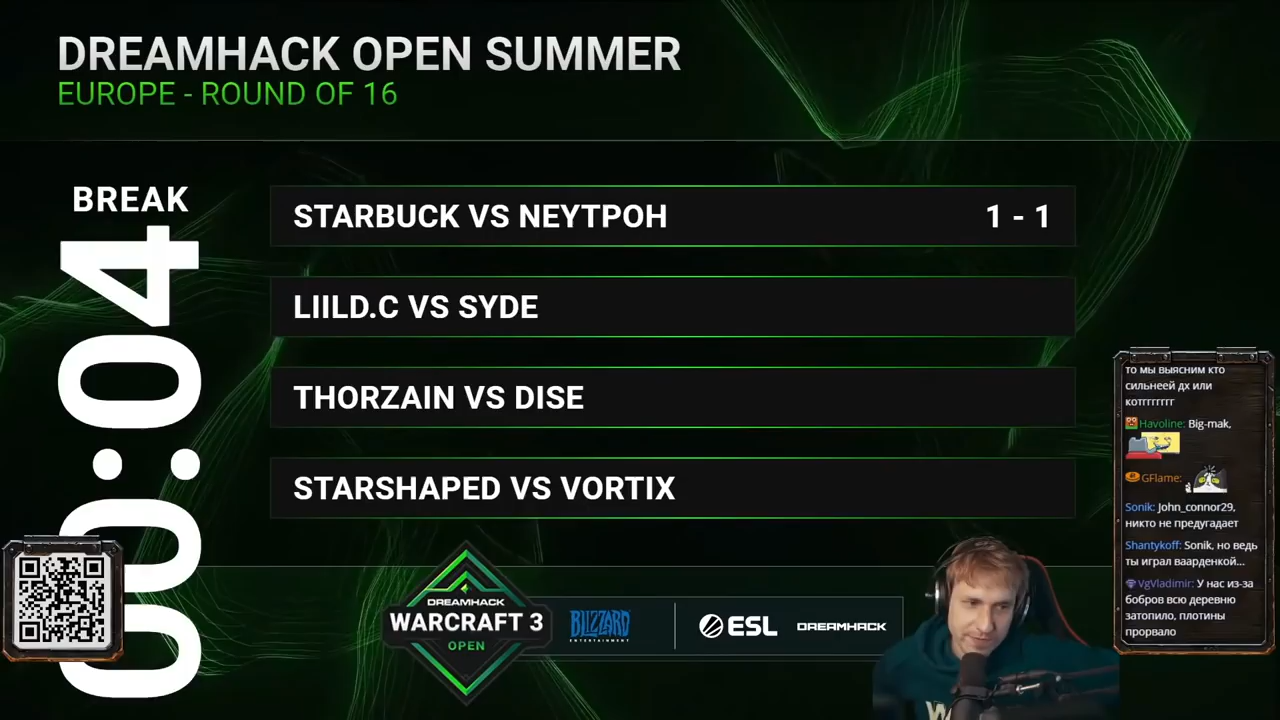 DREAMHACK OPEN SUMMER
EUROPE - ROUND OF 16
BREAK
00:04
STARBUCK VS NEYTPOH
1 - 1
LIILD.C VS SYDE
THORZAIN VS DISE
STARSHAPED VS VORTIX
DREAMHACK
WARCRAFT 3
OPEN
BLIZZARD
ENTERTAINMENT
ESL
DREAMHACK
то мы выясним кто
сильнеей дх или
котггггггг
Havoline: Big-mak,
GFlame:
Sonik: John_connor29,
никто не предугадает
Shantykoff: Sonik, но ведь
ты играл ваарденкой...
VgVladimir: У нас из-за
бобров всю деревню
затопило, плотины
прорвало